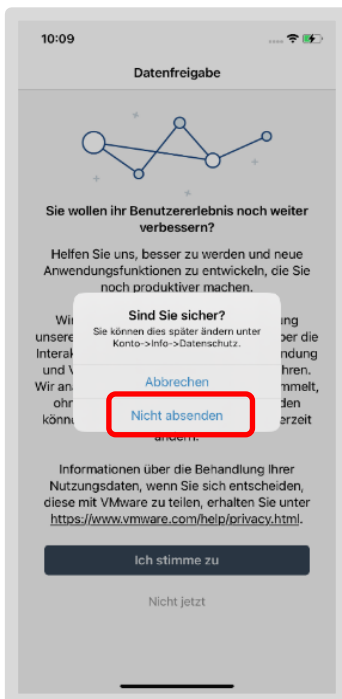 10:09
Datenfreigabe
Sie wollen ihr Benutzererlebnis noch weiter
verbessern?
Helfen Sie uns, besser zu werden und neue
Anwendungsfunktionen zu entwickeln, die Sie
noch produktiver machen.
Sind Sie sicher?
Sie können dies später ändern unter
Konto->Info->Datenschutz.
Abbrechen
Nicht absenden
ändern.
Informationen über die Behandlung Ihrer
Nutzungsdaten, wenn Sie sich entscheiden,
diese mit VMware zu teilen, erhalten Sie unter
https://www.vmware.com/help/privacy.html.
Ich stimme zu
Nicht jetzt